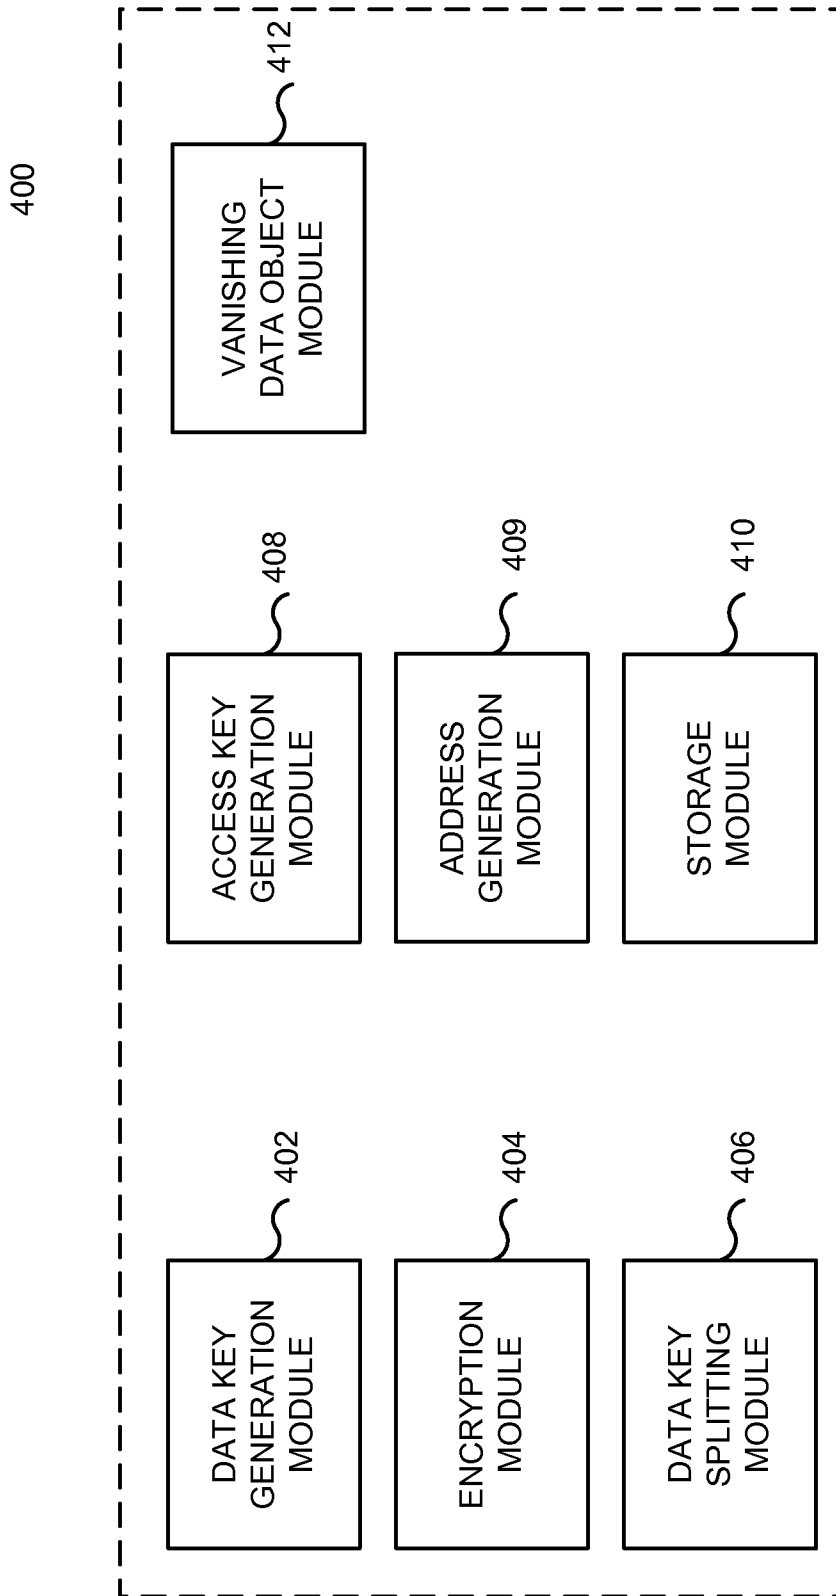 400
DATA KEY
GENERATION
MODULE
402
ENCRYPTION
MODULE
404
DATA KEY
SPLITTING
MODULE
406
ACCESS KEY
GENERATION
MODULE
408
ADDRESS
GENERATION
MODULE
409
STORAGE
MODULE
410
VANISHING
DATA OBJECT
MODULE
412